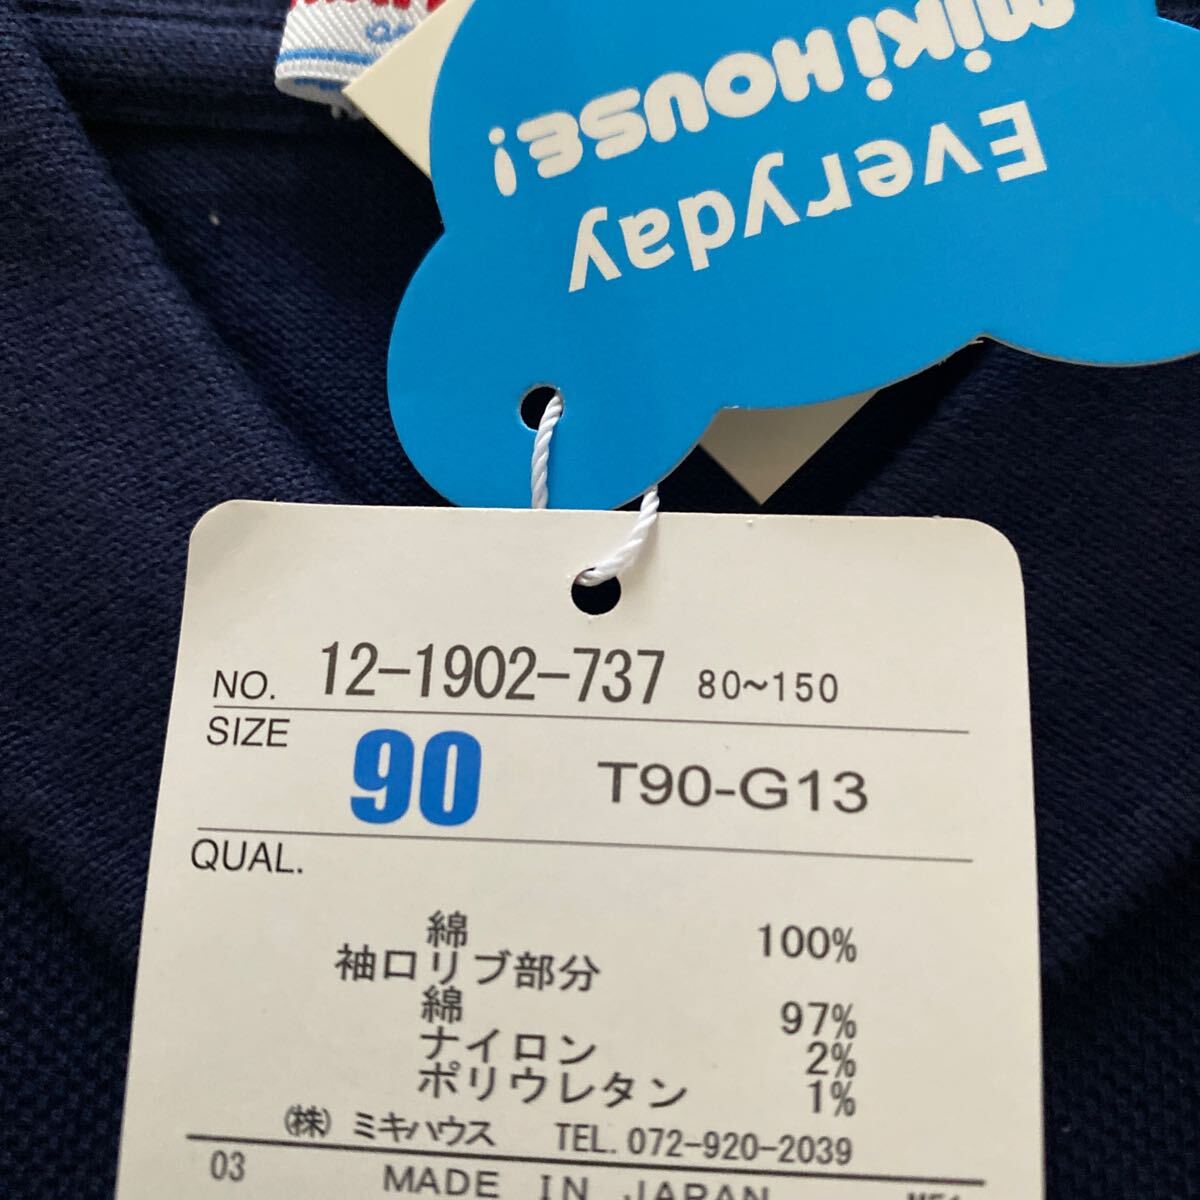 Everyday
miKiHOUSE!
NO. 12-1902-737 80~150
SIZE 90 T90-G13
QUAL.
綿 100%
袖口リブ部分
綿 97%
ナイロン 2%
ポリウレタン 1%
(株) ミキハウス TEL. 072-920-2039
03 MADE IN JAPAN